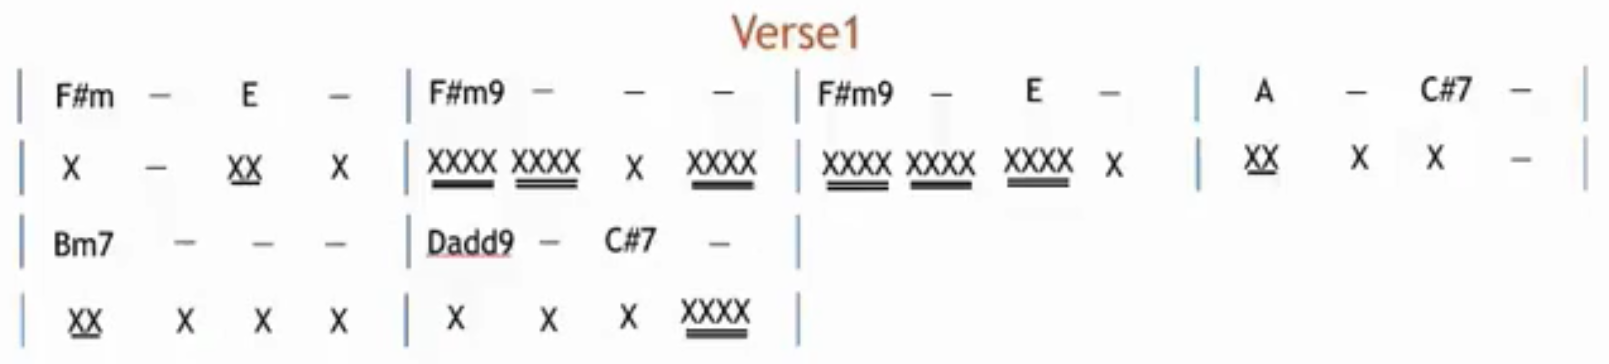 Verse1
| F#m – E – | F#m9 – – – | F#m9 – E – | A – C#7 – |
| X – XX X | XXXX XXXX X XXXX | XXXX XXXX XXXX X | XX X X – |
| Bm7 – – – | Dadd9 – C#7 – |
| XX X X X | X X X XXXX |